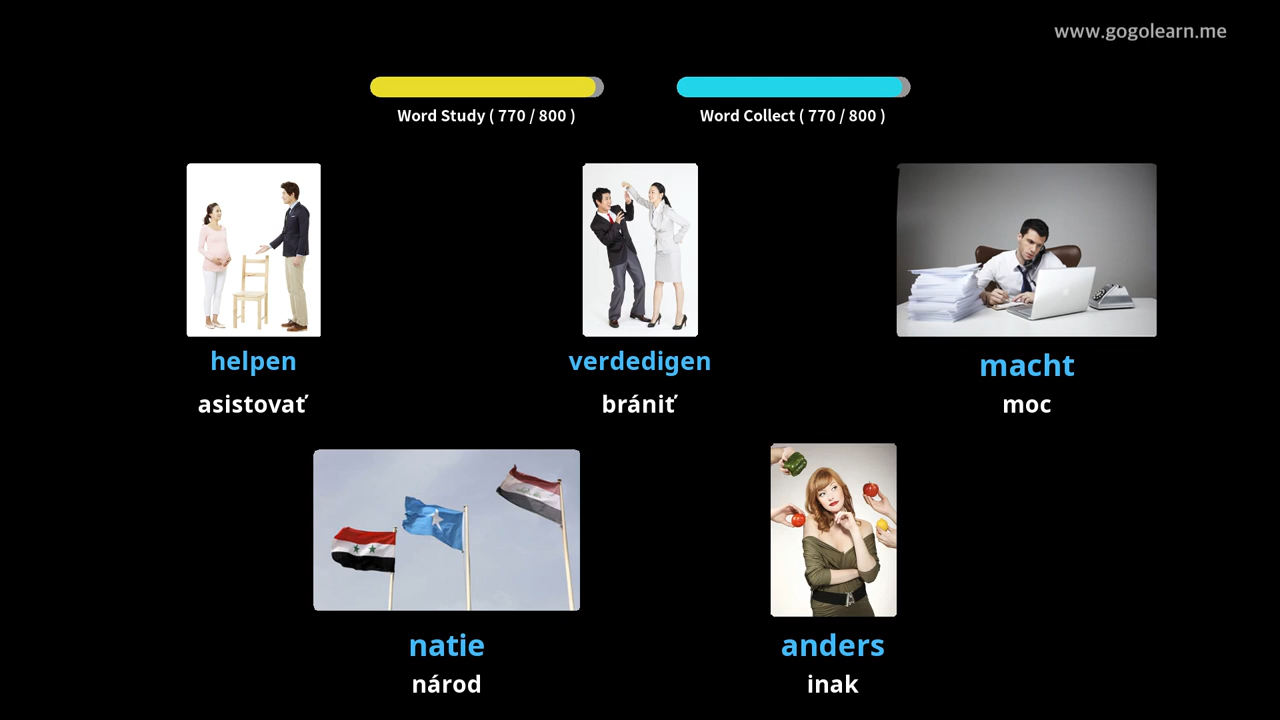 www.gogolearn.me
Word Study ( 770 / 800 )
Word Collect ( 770 / 800 )
helpen
verdedigen
macht
asistovať
brániť
moc
natie
anders
národ
inak